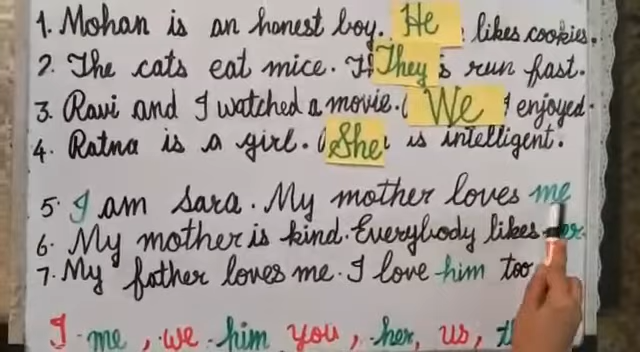 1. Mohan is an honest boy. He likes cookies.
2. The cats eat mice. They run fast.
3. Ravi and I watched a movie. We enjoyed.
4. Ratna is a girl. She is intelligent.
5. I am Sara. My mother loves me
6. My mother is kind. Everybody likes her.
7. My father loves me. I love him too
I me, we him you, her, us,